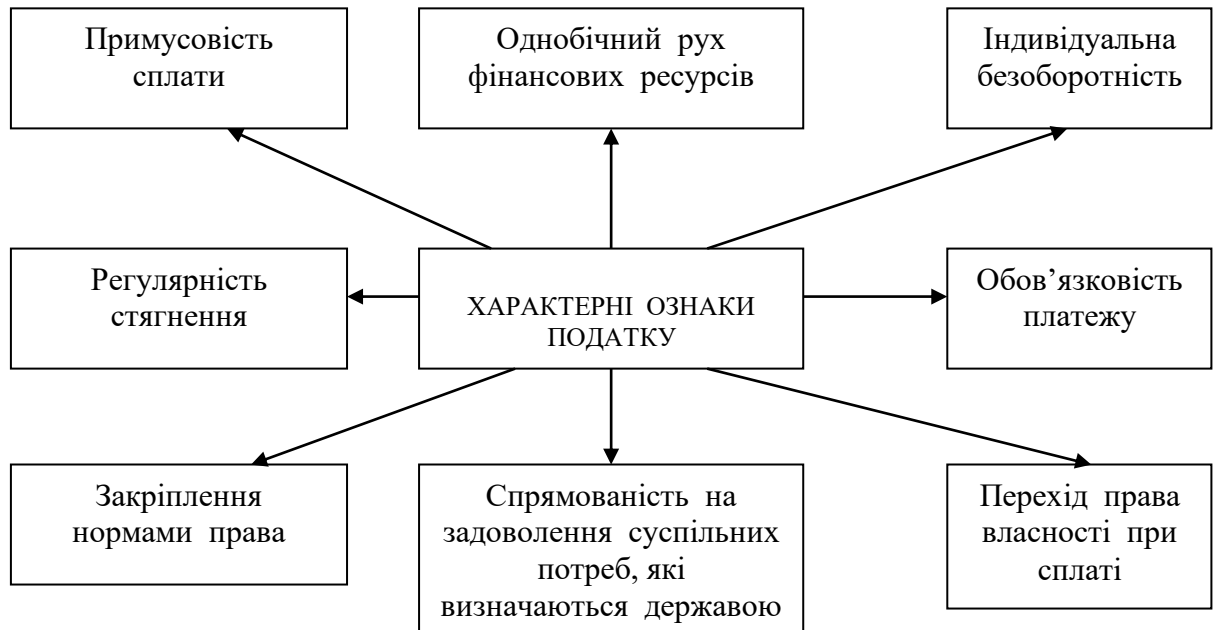 Примусовість
сплати
Однобічний рух
фінансових ресурсів
Індивідуальна
безоборотність
Регулярність
стягнення
ХАРАКТЕРНІ ОЗНАКИ
ПОДАТКУ
Обов’язковість
платежу
Закріплення
нормами права
Спрямованість на
задоволення суспільних
потреб, які
визначаються державою
Перехід права
власності при
сплаті